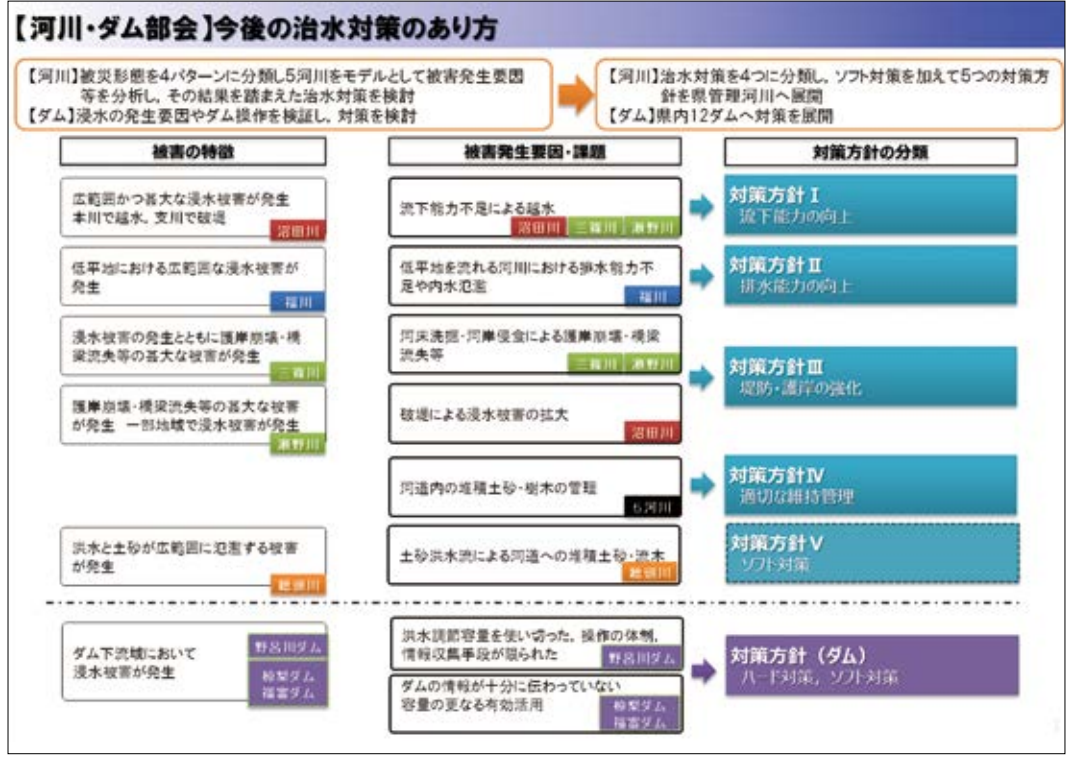 【河川・ダム部会】今後の治水対策のあり方
【河川】被災形態を4パターンに分類し5河川をモデルとして被害発生要因
等を分析し，その結果を踏まえた治水対策を検討
【ダム】浸水の発生要因やダム操作を検証し，対策を検討
【河川】治水対策を4つに分類し，ソフト対策を加えて5つの対策方
針を県管理河川へ展開
【ダム】県内12ダムへ対策を展開
被害の特徴
被害発生要因・課題
対策方針の分類
広範囲かつ甚大な浸水被害が発生
本川で越水，支川で破堤
沼田川
流下能力不足による越水
沼田川 三篠川 瀬野川
対策方針Ⅰ
流下能力の向上
低平地における広範囲な浸水被害が
発生
福川
低平地を流れる河川における排水能力不
足や内水氾濫
福川
対策方針Ⅱ
排水能力の向上
浸水被害の発生とともに護岸崩壊・橋
梁流失等の甚大な被害が発生
三篠川
河床洗掘・河岸侵食による護岸崩壊・橋梁
流失等
三篠川 瀬野川
対策方針Ⅲ
堤防・護岸の強化
護岸崩壊・橋梁流失等の甚大な被害
が発生 一部地域で浸水被害が発生
瀬野川
破堤による浸水被害の拡大
沼田川
河道内の堆積土砂・樹木の管理
5河川
対策方針Ⅳ
適切な維持管理
洪水と土砂が広範囲に氾濫する被害
が発生
総頭川
土砂洪水流による河道への堆積土砂・流木
総頭川
対策方針Ⅴ
ソフト対策
ダム下流域において
浸水被害が発生
野呂川ダム
椋梨ダム
福富ダム
洪水調節容量を使い切った，操作の体制，
情報収集手段が限られた
野呂川ダム
ダムの情報が十分に伝わっていない
容量の更なる有効活用
椋梨ダム
福富ダム
対策方針（ダム）
ハード対策，ソフト対策